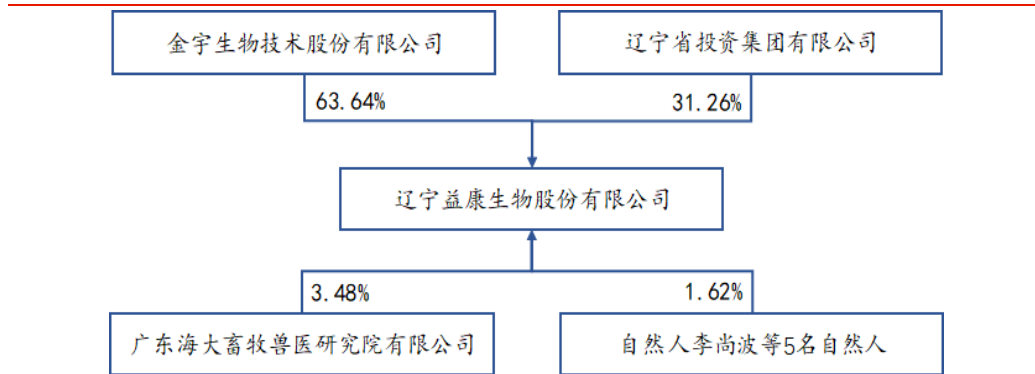 金宇生物技术股份有限公司
辽宁省投资集团有限公司
63.64%
31.26%
辽宁益康生物股份有限公司
3.48%
1.62%
广东海大畜牧兽医研究院有限公司
自然人李尚波等5名自然人